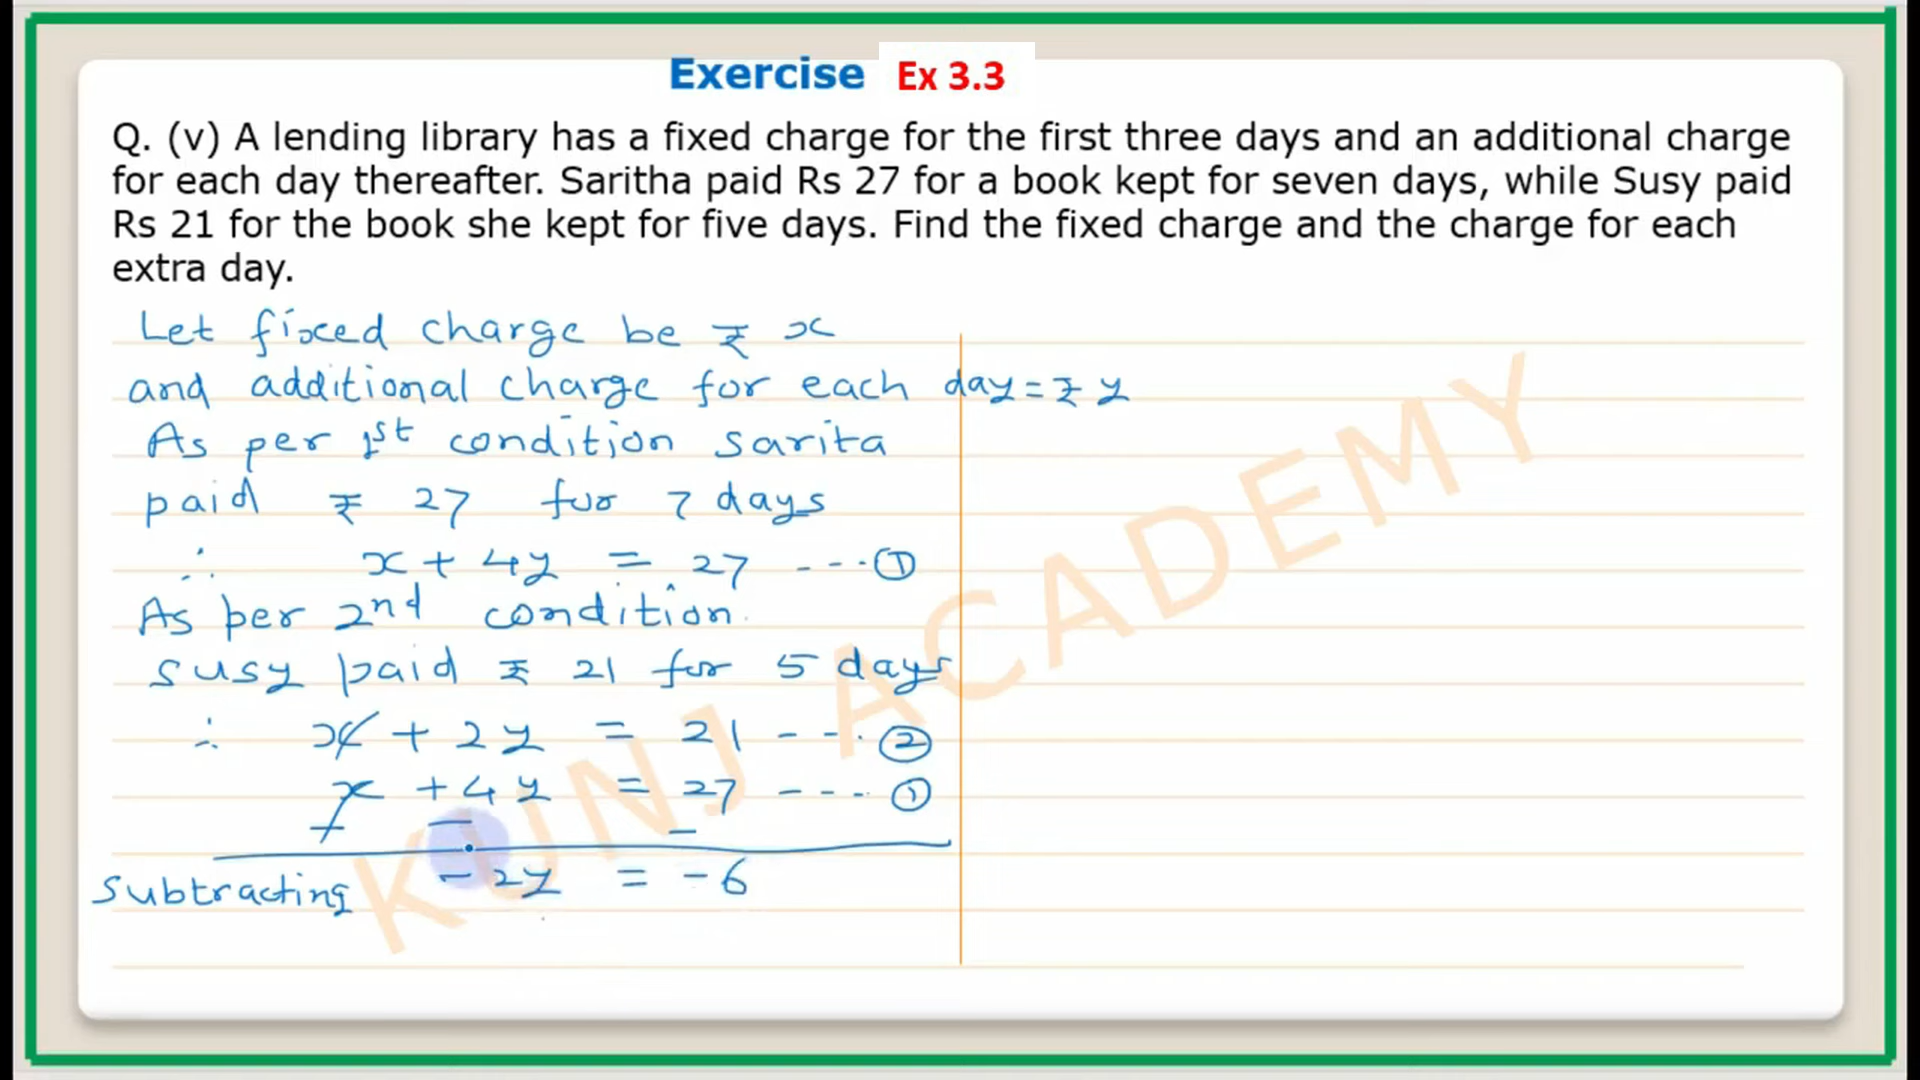 Exercise Ex 3.3
Q. (v) A lending library has a fixed charge for the first three days and an additional charge
for each day thereafter. Saritha paid Rs 27 for a book kept for seven days, while Susy paid
Rs 21 for the book she kept for five days. Find the fixed charge and the charge for each
extra day.
Let fixed charge be ₹ x
and additional charge for each day = ₹ y
As per 1st condition sarita
paid ₹ 27 for 7 days
∴ x + 4y = 27 --- ①
As per 2nd condition
susy paid ₹ 21 for 5 days
∴ x + 2y = 21 --- ②
x + 4y = 27 --- ①
− − −
subtracting − 2y = − 6
KUNJ ACADEMY